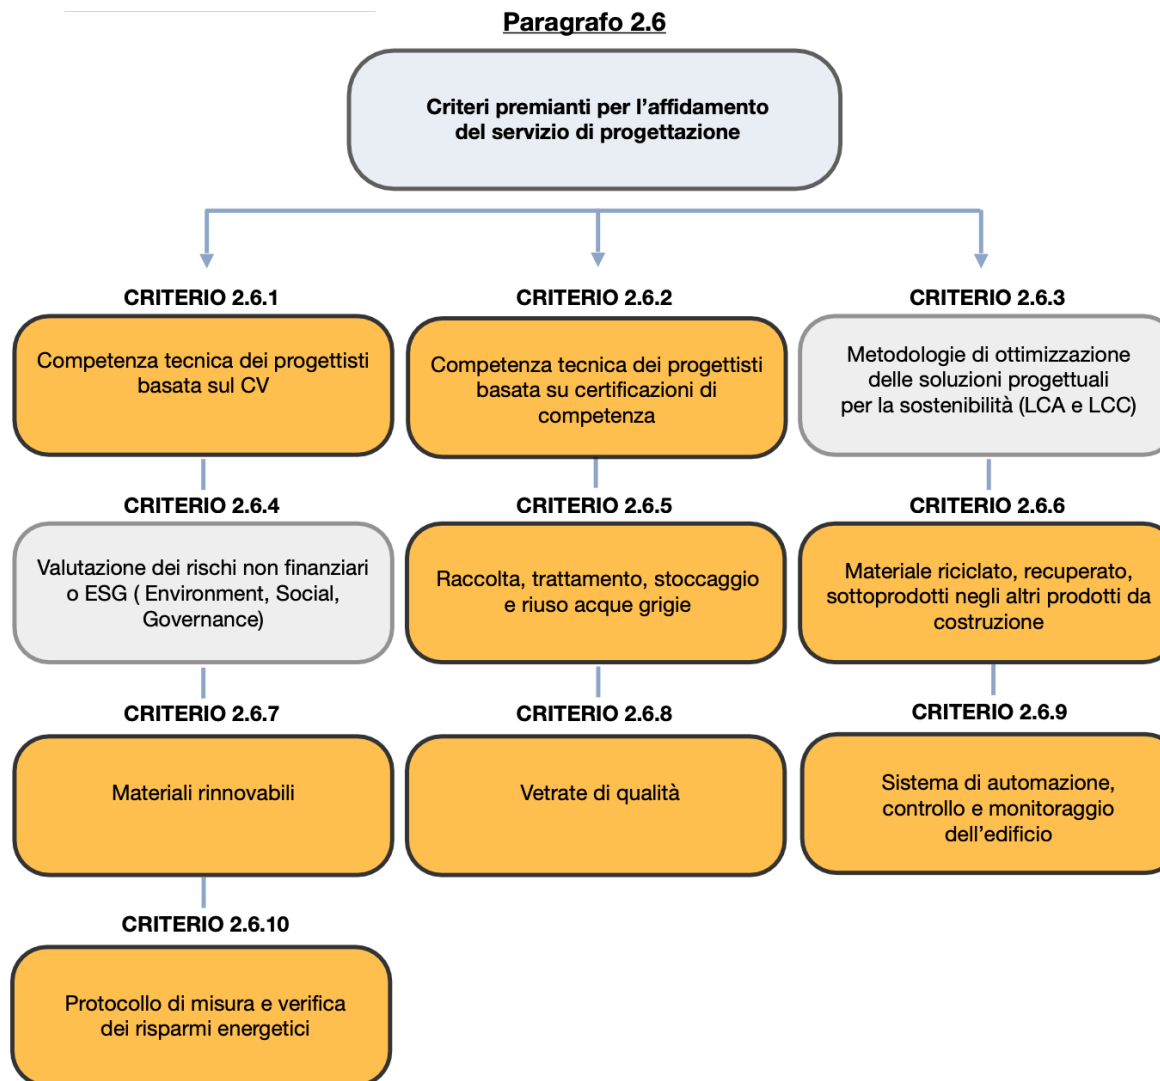 Paragrafo 2.6
Criteri premianti per l'affidamento
del servizio di progettazione
CRITERIO 2.6.1
Competenza tecnica dei progettisti
basata sul CV
CRITERIO 2.6.2
Competenza tecnica dei progettisti
basata su certificazioni di
competenza
CRITERIO 2.6.3
Metodologie di ottimizzazione
delle soluzioni progettuali
per la sostenibilità (LCA e LCC)
CRITERIO 2.6.4
Valutazione dei rischi non finanziari
o ESG ( Environment, Social,
Governance)
CRITERIO 2.6.5
Raccolta, trattamento, stoccaggio
e riuso acque grigie
CRITERIO 2.6.6
Materiale riciclato, recuperato,
sottoprodotti negli altri prodotti da
costruzione
CRITERIO 2.6.7
Materiali rinnovabili
CRITERIO 2.6.8
Vetrate di qualità
CRITERIO 2.6.9
Sistema di automazione,
controllo e monitoraggio
dell'edificio
CRITERIO 2.6.10
Protocollo di misura e verifica
dei risparmi energetici